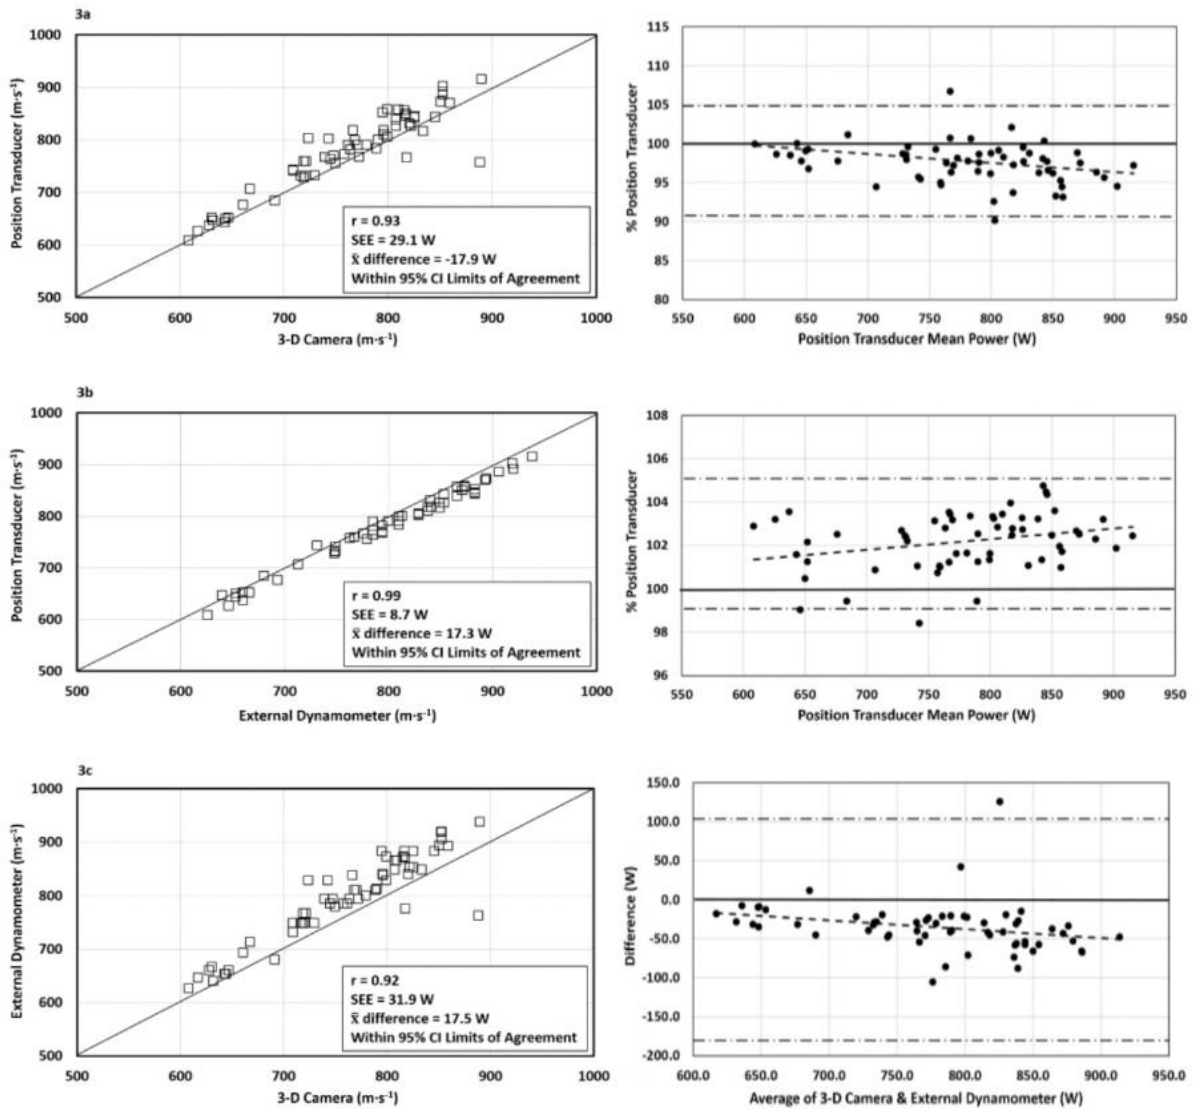 3a
1000
900
800
700
600
500
Position Transducer (m·s⁻¹)
r = 0.93
SEE = 29.1 W
x̄ difference = -17.9 W
Within 95% CI Limits of Agreement
500 600 700 800 900 1000
3-D Camera (m·s⁻¹)
115
110
105
100
95
90
85
80
% Position Transducer
550 600 650 700 750 800 850 900 950
Position Transducer Mean Power (W)
3b
1000
900
800
700
600
500
Position Transducer (m·s⁻¹)
r = 0.99
SEE = 8.7 W
x̄ difference = 17.3 W
Within 95% CI Limits of Agreement
500 600 700 800 900 1000
External Dynamometer (m·s⁻¹)
108
106
104
102
100
98
96
% Position Transducer
550 600 650 700 750 800 850 900 950
Position Transducer Mean Power (W)
3c
1000
900
800
700
600
500
External Dynamometer (m·s⁻¹)
r = 0.92
SEE = 31.9 W
x̄ difference = 17.5 W
Within 95% CI Limits of Agreement
500 600 700 800 900 1000
3-D Camera (m·s⁻¹)
150.0
100.0
50.0
0.0
-50.0
-100.0
-150.0
-200.0
Difference (W)
600.0 650.0 700.0 750.0 800.0 850.0 900.0 950.0
Average of 3-D Camera & External Dynamometer (W)